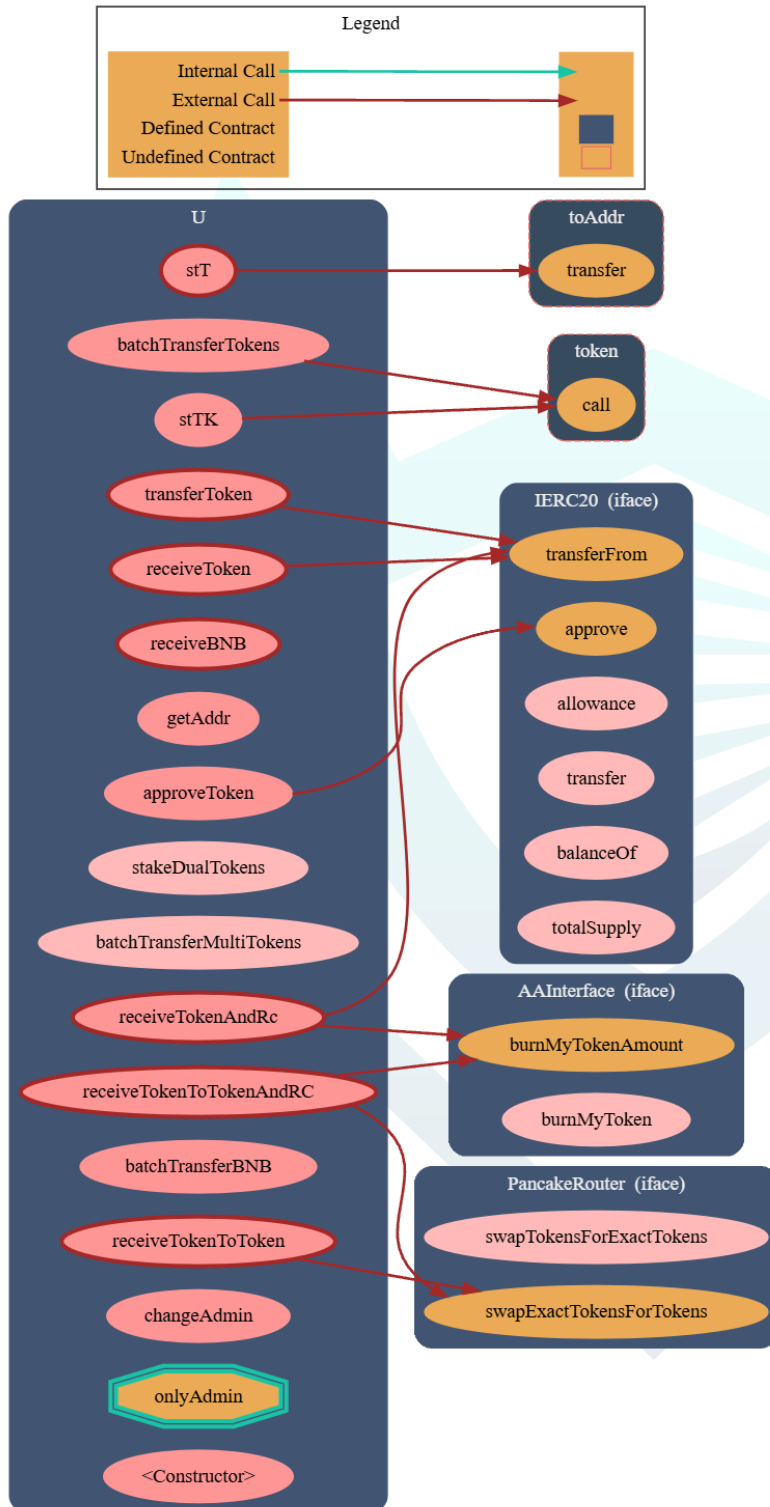 Legend
Internal Call
External Call
Defined Contract
Undefined Contract
U
stT
batchTransferTokens
stTK
transferToken
receiveToken
receiveBNB
getAddr
approveToken
stakeDualTokens
batchTransferMultiTokens
receiveTokenAndRc
receiveTokenToTokenAndRC
batchTransferBNB
receiveTokenToToken
changeAdmin
onlyAdmin
<Constructor>
toAddr
transfer
token
call
IERC20 (iface)
transferFrom
approve
allowance
transfer
balanceOf
totalSupply
AAInterface (iface)
burnMyTokenAmount
burnMyToken
PancakeRouter (iface)
swapTokensForExactTokens
swapExactTokensForTokens